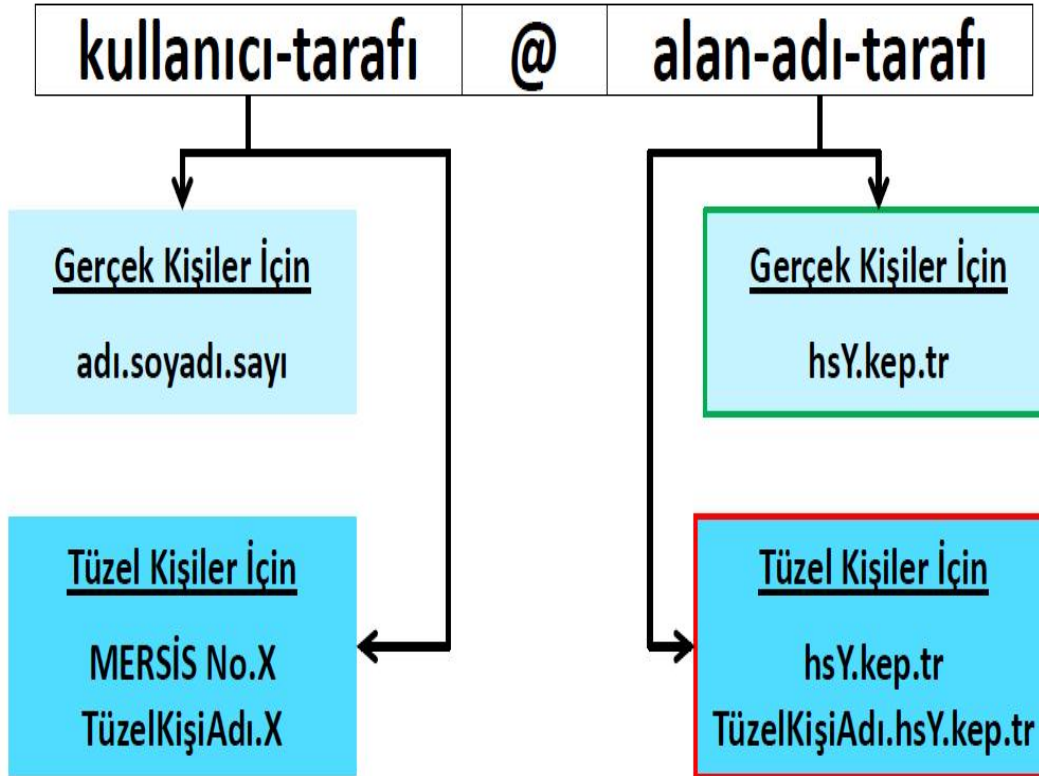 kullanıcı-tarafı @ alan-adı-tarafı
Gerçek Kişiler İçin
adı.soyadı.sayı
Gerçek Kişiler İçin
hsY.kep.tr
Tüzel Kişiler İçin
MERSİS No.X
TüzelKişiAdı.X
Tüzel Kişiler İçin
hsY.kep.tr
TüzelKişiAdı.hsY.kep.tr